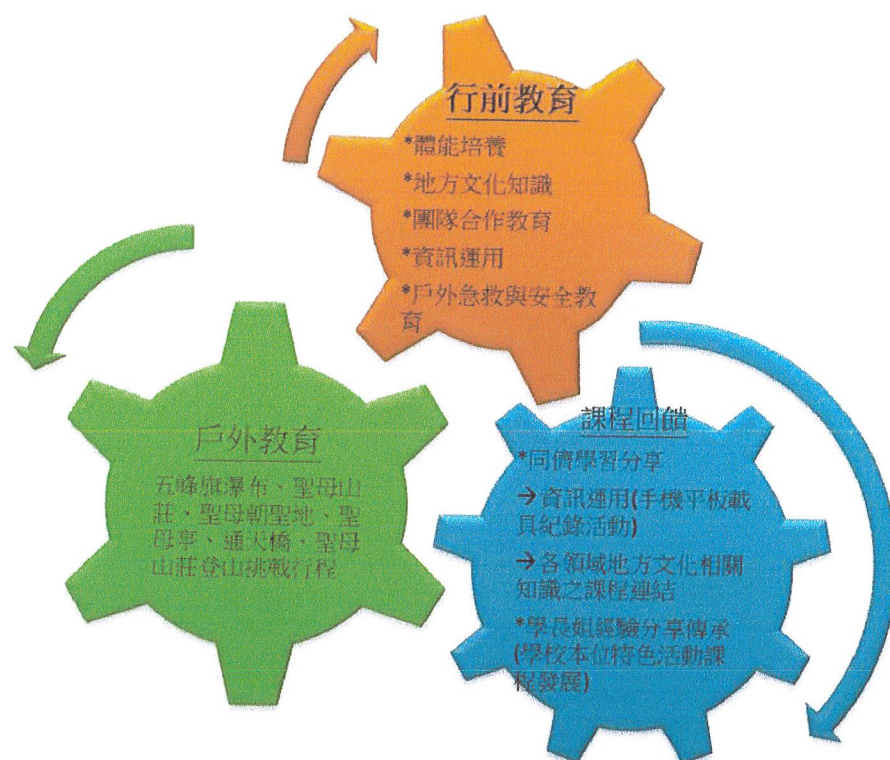 行前教育
*體能培養
*地方文化知識
*團隊合作教育
*資訊運用
*戶外急救與安全教
育
戶外教育
五峰旗瀑布、聖母山
莊、聖母朝聖地、聖
母亭、通天橋、聖母
山莊登山挑戰行程
課程回饋
*同儕學習分享
→資訊運用(手機平板載
具紀錄活動)
→各領域地方文化相關
知識之課程連結
*學長姐經驗分享傳承
(學校本位特色活動課
程發展)